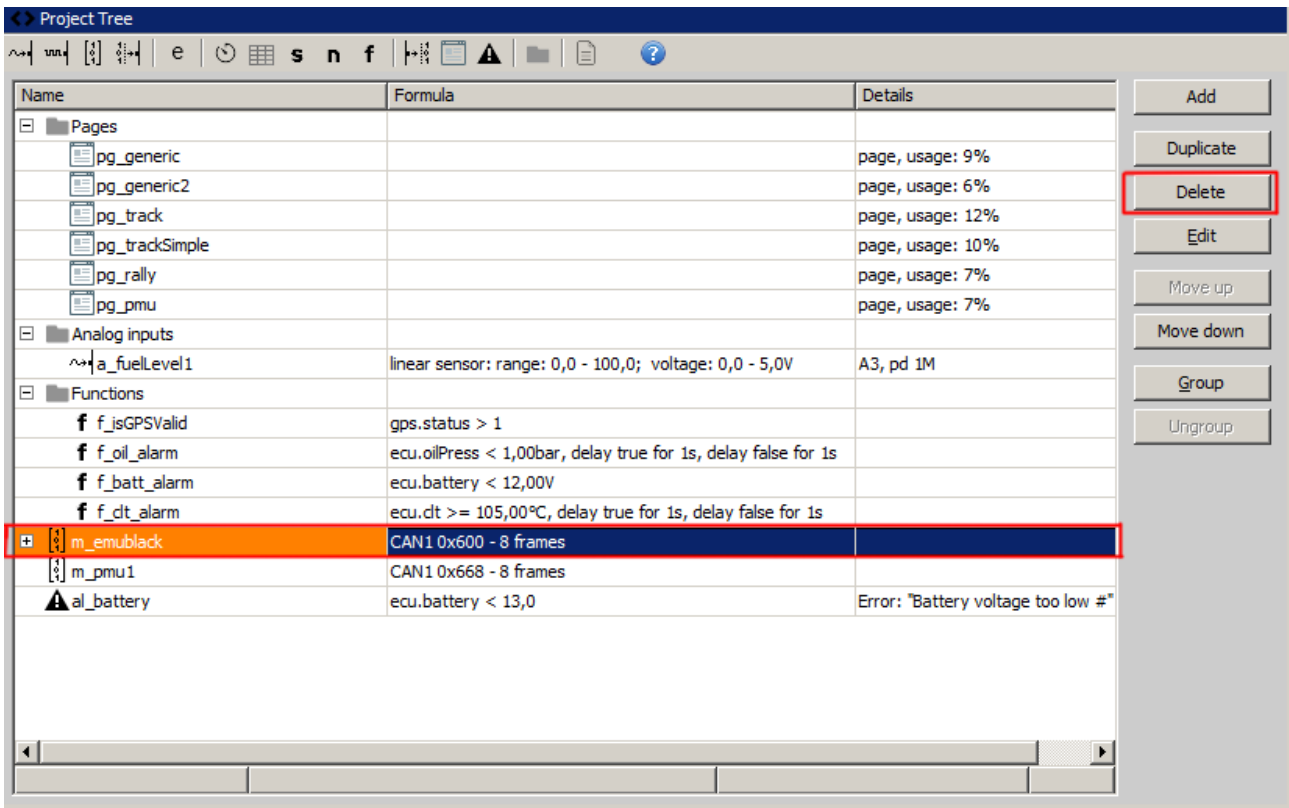 Project Tree
e s n f ?
Name Formula Details Add
Pages
pg_generic page, usage: 9% Duplicate
pg_generic2 page, usage: 6% Delete
pg_track page, usage: 12%
pg_trackSimple page, usage: 10% Edit
pg_rally page, usage: 7%
pg_pmu page, usage: 7% Move up
Analog inputs Move down
a_fuelLevel1 linear sensor: range: 0,0 - 100,0; voltage: 0,0 - 5,0V A3, pd 1M
Functions Group
f f_isGPSValid gps.status > 1 Ungroup
f f_oil_alarm ecu.oilPress < 1,00bar, delay true for 1s, delay false for 1s
f f_batt_alarm ecu.battery < 12,00V
f f_clt_alarm ecu.clt >= 105,00°C, delay true for 1s, delay false for 1s
m_emublack CAN1 0x600 - 8 frames
m_pmu1 CAN1 0x668 - 8 frames
al_battery ecu.battery < 13,0 Error: "Battery voltage too low #"